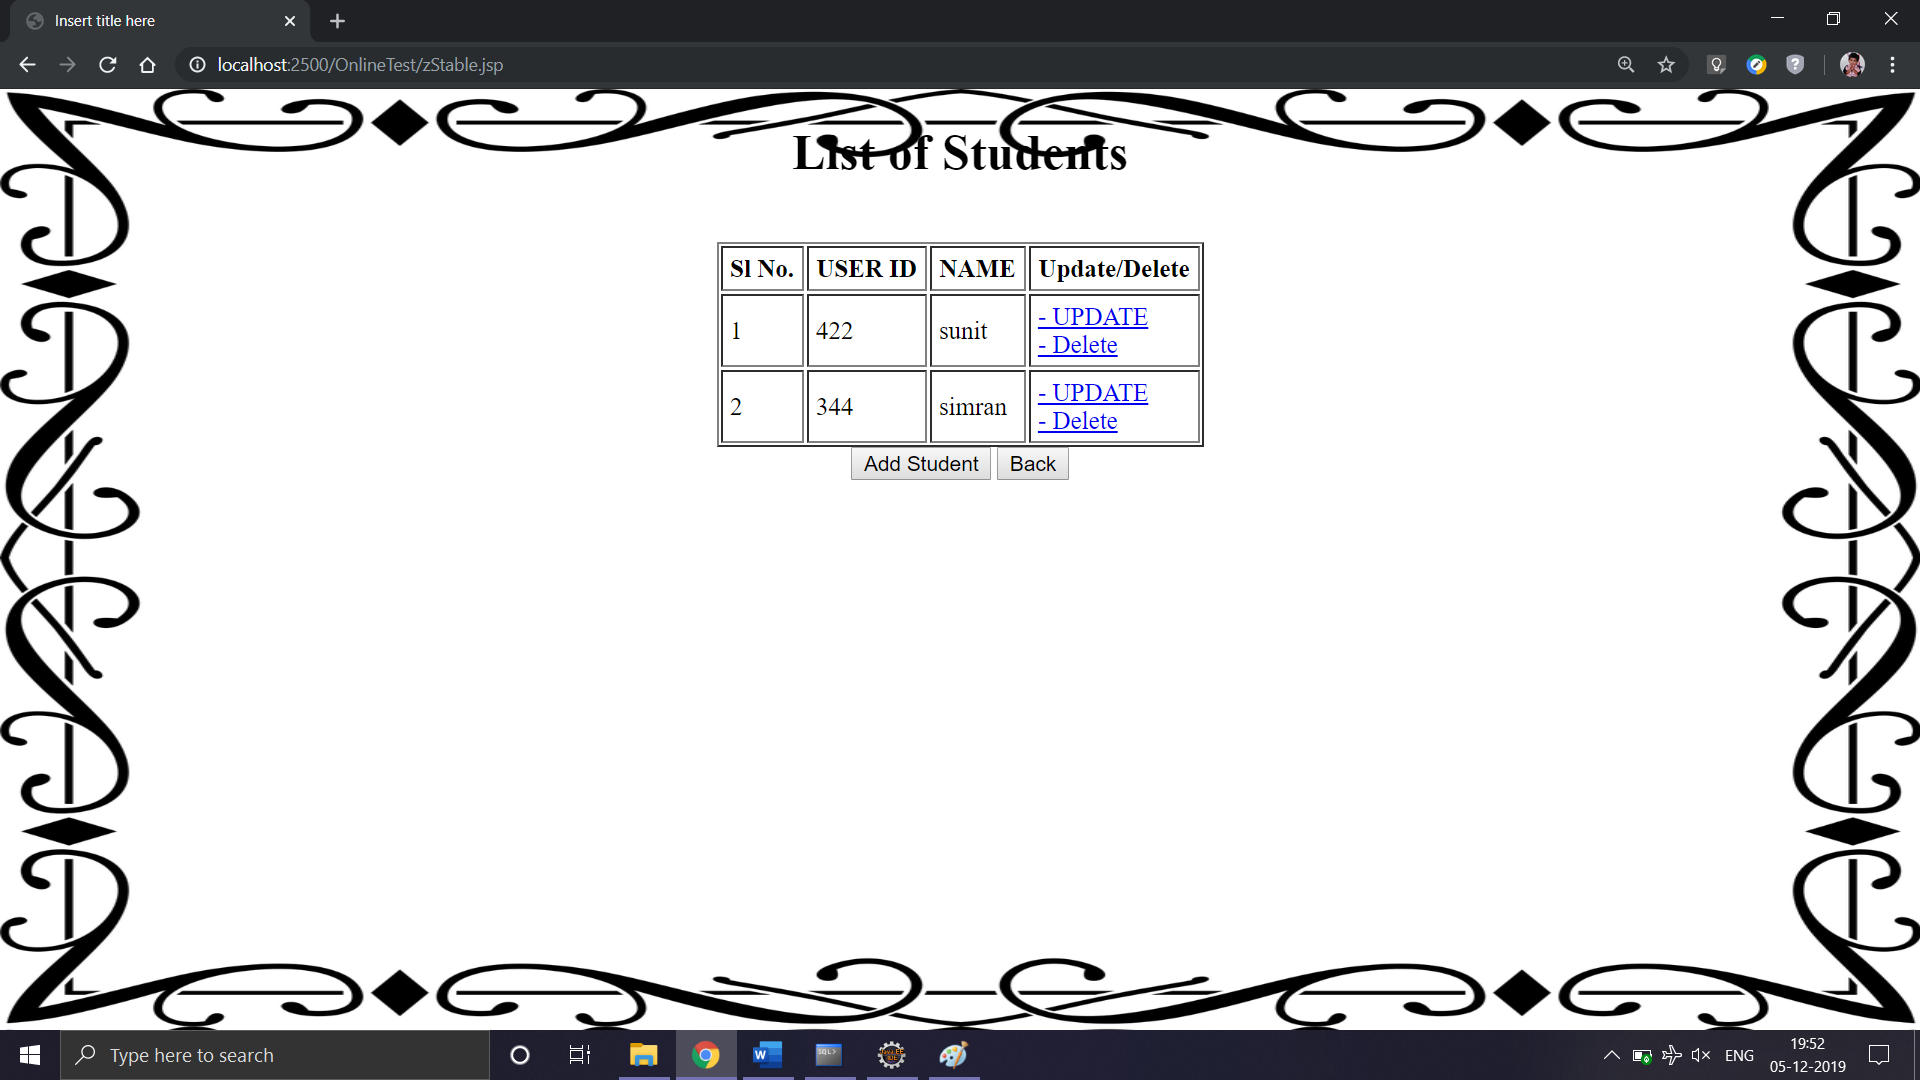 Insert title here
localhost:2500/OnlineTest/zStable.jsp
List of Students
Sl No. USER ID NAME Update/Delete
1 422 sunit - UPDATE
- Delete
2 344 simran - UPDATE
- Delete
Add Student Back
Type here to search
W
SQL>
ENG
19:52
05-12-2019